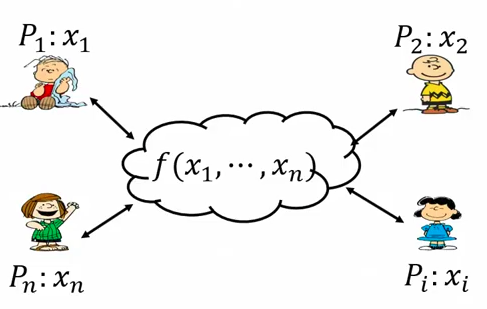 P₁: x₁
P₂: x₂
f(x₁, ⋯, xₙ)
Pₙ: xₙ
Pᵢ: xᵢ